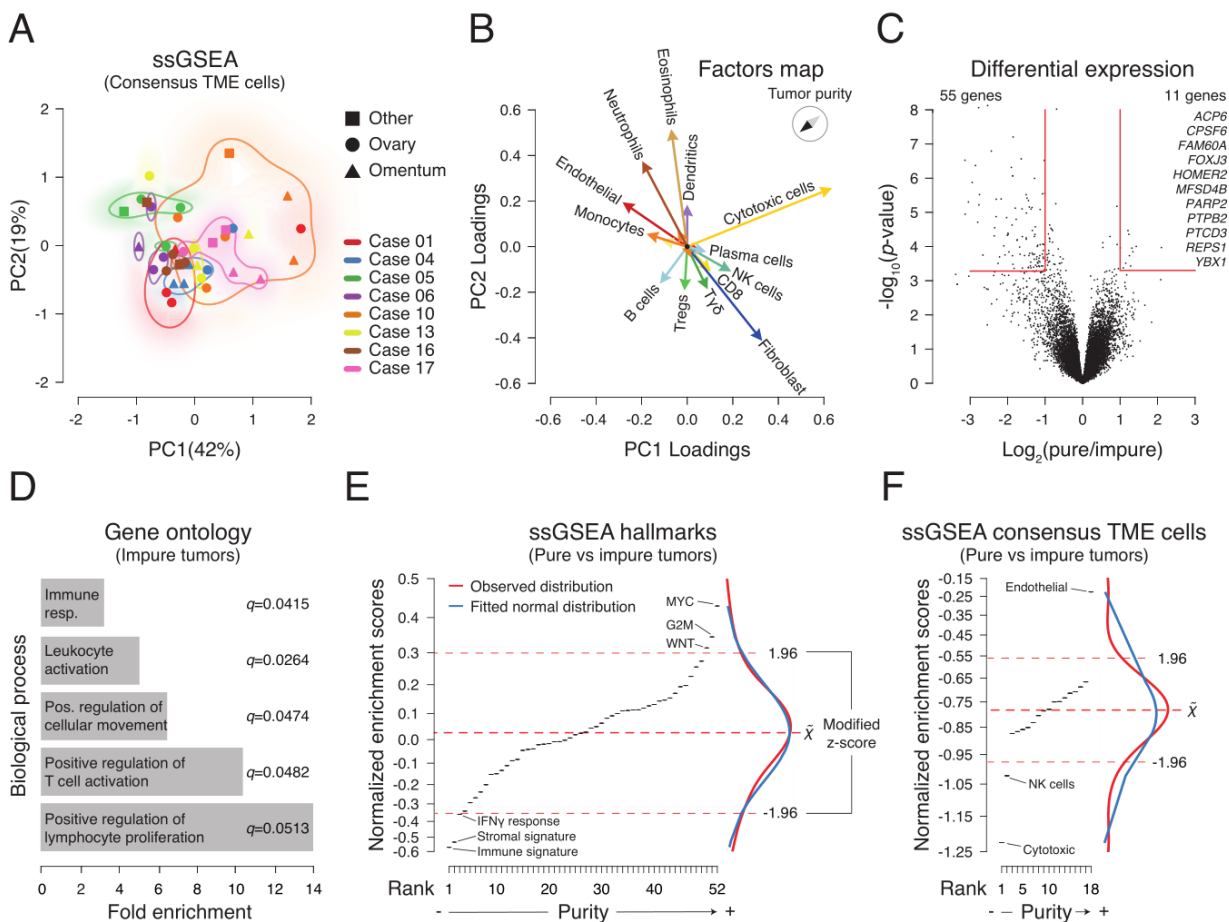 A
ssGSEA
(Consensus TME cells)
2
1
0
-1
-2
PC2(19%)
-2
-1
0
1
2
PC1(42%)
Other
Ovary
Omentum
Case 01
Case 04
Case 05
Case 06
Case 10
Case 13
Case 16
Case 17
B
Factors map
Tumor purity
0.6
0.4
0.2
0.0
-0.2
-0.4
-0.6
PC2 Loadings
Eosinophils
Neutrophils
Dendritics
Endothelial
Monocytes
Cytotoxic cells
Plasma cells
NK cells
CD8
Tγδ
Tregs
B cells
Fibroblast
-0.6
-0.4
-0.2
0.0
0.2
0.4
0.6
PC1 Loadings
C
Differential expression
55 genes
11 genes
ACP6
CPSF6
FAM60A
FOXJ3
HOMER2
MFSD4B
PARP2
PTPB2
PTCD3
REPS1
YBX1
8
7
6
5
4
3
2
1
0
-log10(p-value)
-3
-2
-1
0
1
2
3
Log2(pure/impure)
D
Gene ontology
(Impure tumors)
Biological process
Immune
resp.
q=0.0415
Leukocyte
activation
q=0.0264
Pos. regulation of
cellular movement
q=0.0474
Positive regulation of
T cell activation
q=0.0482
Positive regulation of
lymphocyte proliferation
q=0.0513
0
2
4
6
8
10
12
14
Fold enrichment
E
ssGSEA hallmarks
(Pure vs impure tumors)
Normalized enrichment scores
0.5
0.3
0.2
0.1
0.0
-0.1
-0.2
-0.3
-0.5
-0.6
Observed distribution
Fitted normal distribution
MYC
G2M
WNT
1.96
x̃
Modified
z-score
-1.96
IFNγ response
Stromal signature
Immune signature
Rank
1
10
20
30
40
52
- Purity +
F
ssGSEA consensus TME cells
(Pure vs impure tumors)
Normalized enrichment scores
-0.15
-0.25
-0.35
-0.45
-0.55
-0.65
-0.75
-0.85
-0.95
-1.05
-1.15
-1.25
Endothelial
1.96
x̃
-1.96
NK cells
Cytotoxic
Rank
1
5
10
18
- Purity +